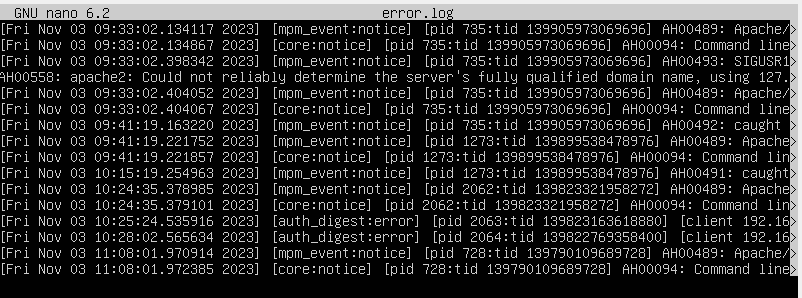 GNU nano 6.2 error.log
[Fri Nov 03 09:33:02.134117 2023] [mpm_event:notice] [pid 735:tid 139905973069696] AH00489: Apache/>
[Fri Nov 03 09:33:02.134867 2023] [core:notice] [pid 735:tid 139905973069696] AH00094: Command line>
[Fri Nov 03 09:33:02.398342 2023] [mpm_event:notice] [pid 735:tid 139905973069696] AH00493: SIGUSR1>
AH00558: apache2: Could not reliably determine the server's fully qualified domain name, using 127.>
[Fri Nov 03 09:33:02.404052 2023] [mpm_event:notice] [pid 735:tid 139905973069696] AH00489: Apache/>
[Fri Nov 03 09:33:02.404067 2023] [core:notice] [pid 735:tid 139905973069696] AH00094: Command line>
[Fri Nov 03 09:41:19.163220 2023] [mpm_event:notice] [pid 735:tid 139905973069696] AH00492: caught >
[Fri Nov 03 09:41:19.221752 2023] [mpm_event:notice] [pid 1273:tid 139899538478976] AH00489: Apache>
[Fri Nov 03 09:41:19.221857 2023] [core:notice] [pid 1273:tid 139899538478976] AH00094: Command lin>
[Fri Nov 03 10:15:19.254963 2023] [mpm_event:notice] [pid 1273:tid 139899538478976] AH00491: caught>
[Fri Nov 03 10:24:35.378985 2023] [mpm_event:notice] [pid 2062:tid 139823321958272] AH00489: Apache>
[Fri Nov 03 10:24:35.379101 2023] [core:notice] [pid 2062:tid 139823321958272] AH00094: Command lin>
[Fri Nov 03 10:25:24.535916 2023] [auth_digest:error] [pid 2063:tid 139823163618880] [client 192.16>
[Fri Nov 03 10:28:02.565634 2023] [auth_digest:error] [pid 2064:tid 139822769358400] [client 192.16>
[Fri Nov 03 11:08:01.970914 2023] [mpm_event:notice] [pid 728:tid 139790109689728] AH00489: Apache/>
[Fri Nov 03 11:08:01.972385 2023] [core:notice] [pid 728:tid 139790109689728] AH00094: Command line>